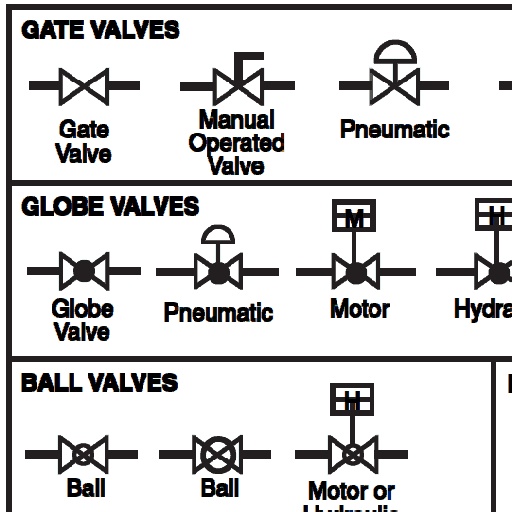 GATE VALVES
Gate
Valve
Manual
Operated
Valve
Pneumatic
GLOBE VALVES
M
H
Globe
Valve
Pneumatic
Motor
Hydra
BALL VALVES
H
Ball
Ball
Motor or